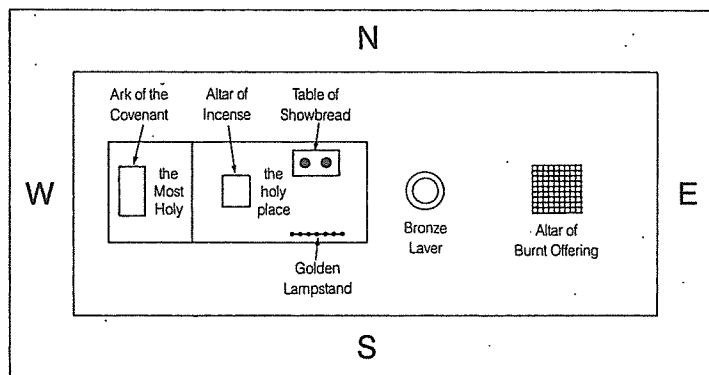 N
Ark of the
Covenant
Altar of
Incense
Table of
Showbread
W
the
Most
Holy
the
holy
place
E
Bronze
Laver
Altar of
Burnt Offering
Golden
Lampstand
S